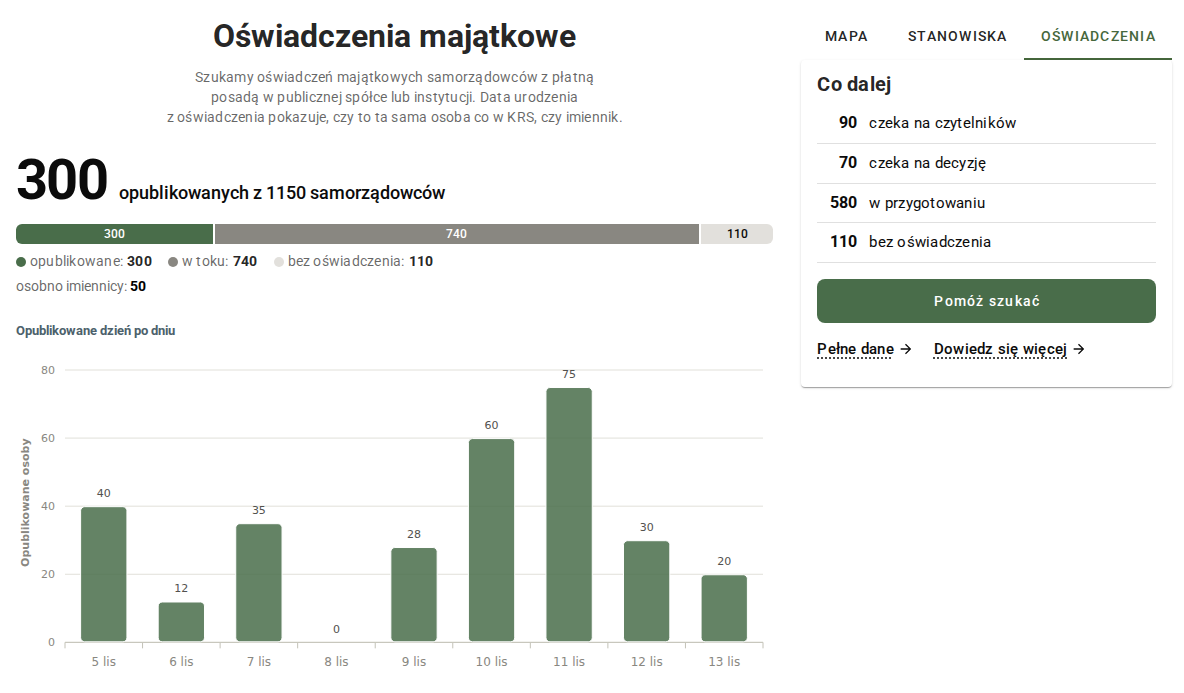 Oświadczenia majątkowe
Szukamy oświadczeń majątkowych samorządowców z płatną
posadą w publicznej spółce lub instytucji. Data urodzenia
z oświadczenia pokazuje, czy to ta sama osoba co w KRS, czy imiennik.
300 opublikowanych z 1150 samorządowców
300 740 110
opublikowane: 300 w toku: 740 bez oświadczenia: 110
osobno imiennicy: 50
Opublikowane dzień po dniu
Opublikowane osoby
80
60
40
20
0
40 12 35 0 28 60 75 30 20
5 lis 6 lis 7 lis 8 lis 9 lis 10 lis 11 lis 12 lis 13 lis
MAPA STANOWISKA OŚWIADCZENIA
Co dalej
90 czeka na czytelników
70 czeka na decyzję
580 w przygotowaniu
110 bez oświadczenia
Pomóż szukać
Pełne dane → Dowiedz się więcej →